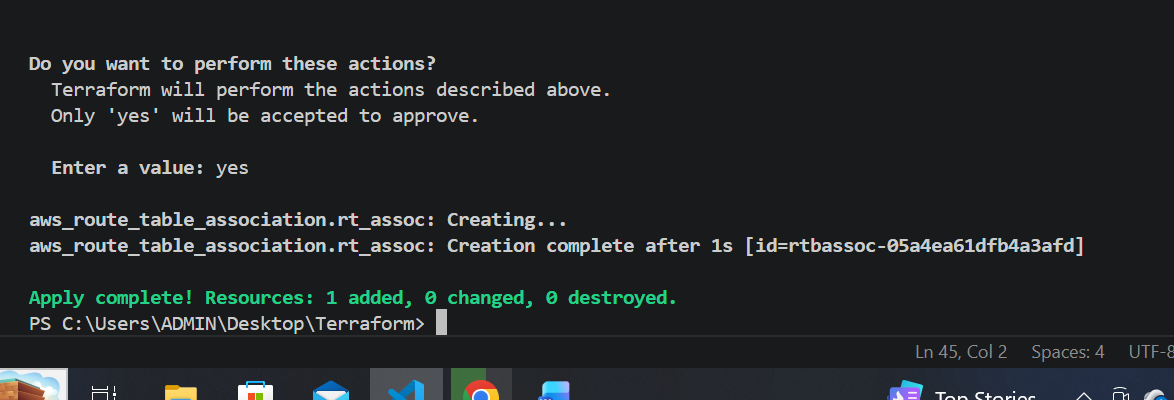 Do you want to perform these actions?
Terraform will perform the actions described above.
Only 'yes' will be accepted to approve.
Enter a value: yes
aws_route_table_association.rt_assoc: Creating...
aws_route_table_association.rt_assoc: Creation complete after 1s [id=rtbassoc-05a4ea61dfb4a3afd]
Apply complete! Resources: 1 added, 0 changed, 0 destroyed.
PS C:\Users\ADMIN\Desktop\Terraform>
Ln 45, Col 2 Spaces: 4 UTF-8
Top Stories